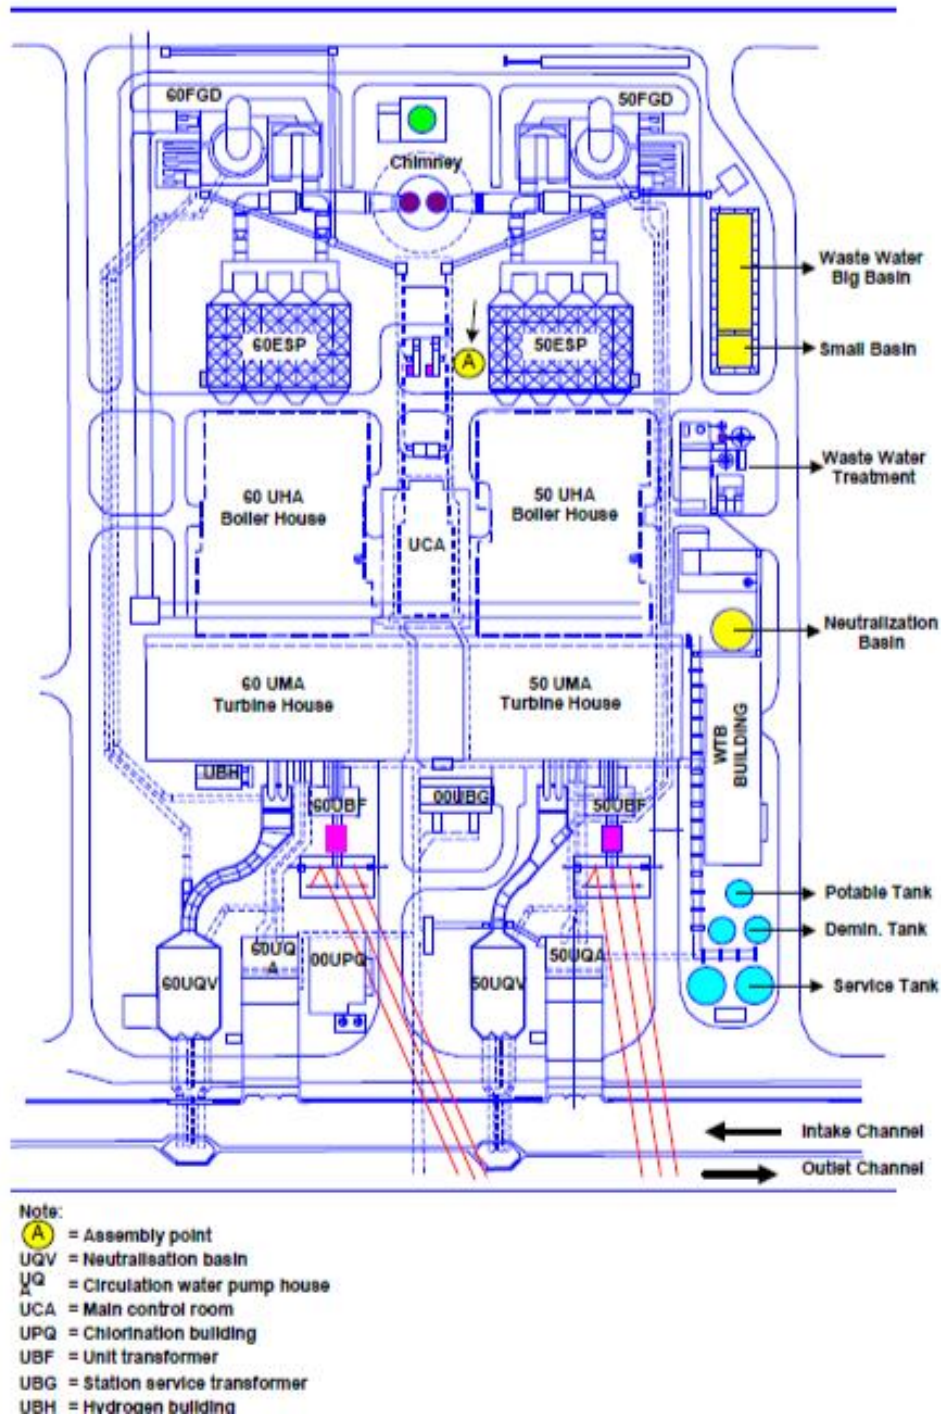 60FGD
50FGD
Chimney
Waste Water
Big Basin
60ESP
50ESP
Small Basin
A
60 UHA
Boiler House
50 UHA
Boiler House
Waste Water
Treatment
UCA
Neutralization
Basin
60 UMA
Turbine House
50 UMA
Turbine House
WTB
BUILDING
UBH
60UBF
00UBG
50UBF
Potable Tank
Demin. Tank
60UQ
A
00UPQ
50UQA
60UQV
50UQV
Service Tank
Intake Channel
Outlet Channel
Note:
A = Assembly point
UQV = Neutralisation basin
UQ
A = Circulation water pump house
UCA = Main control room
UPQ = Chlorination building
UBF = Unit transformer
UBG = Station service transformer
UBH = Hydrogen building